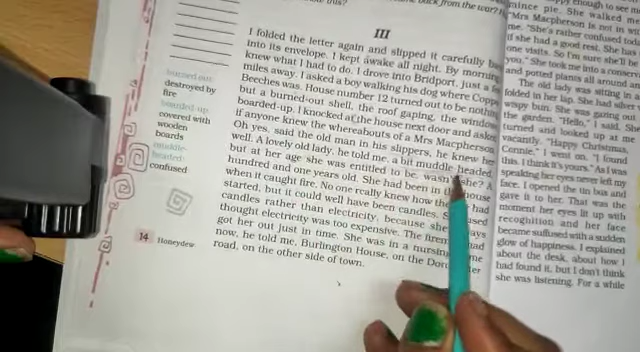 III
I folded the letter again and slipped it carefully
into its envelope. I kept awake all night. By morning
knew what I had to do. I drove into Bridport, just a
miles away. I asked a boy walking his dog where
Beeches was. House number 12 turned out to be nothing
but a burned-out shell, the roof gaping, the windows
boarded-up. I knocked at the house next door and asked
if anyone knew the whereabouts of a Mrs Macpherson.
Oh yes, said the old man in his slippers, he knew her
well. A lovely old lady, he told me, a bit muddle-headed,
but at her age she was entitled to be, wasn't she? A
hundred and one years old. She had been in the house
when it caught fire. No one really knew how the had
started, but it could well have been candles. used
candles rather than electricity, because she
thought electricity was too expensive. The had
got her out just in time. She was in a nursing
now, he told me, Burlington House, on the
road, on the other side of town.
burned-out
destroyed by
fire
boarded-up
covered with
wooden
boards
muddle-
headed
confused
14 Honeydew
mince pie. She walked me
"Mrs Macpherson is not in
me. "She's rather confused
if she had a good rest. She has
one visits. So I'm sure she'll be
you." She took me into a
and potted plants all around
The old lady was sitting in a
folded in her lap. She had silver
wispy bun. She was gazing out
the garden. "Hello," I said. She
turned and looked up at me
vacantly. "Happy Christmas,
Connie," I went on. "I found
this. I think it's yours." As I was
speaking her eyes never left my
face. I opened the tin box and
gave it to her. That was the
moment her eyes lit up with
recognition and her face
became suffused with a sudden
glow of happiness. I explained
about the desk, about how I
had found it, but I don't think
she was listening. For a while